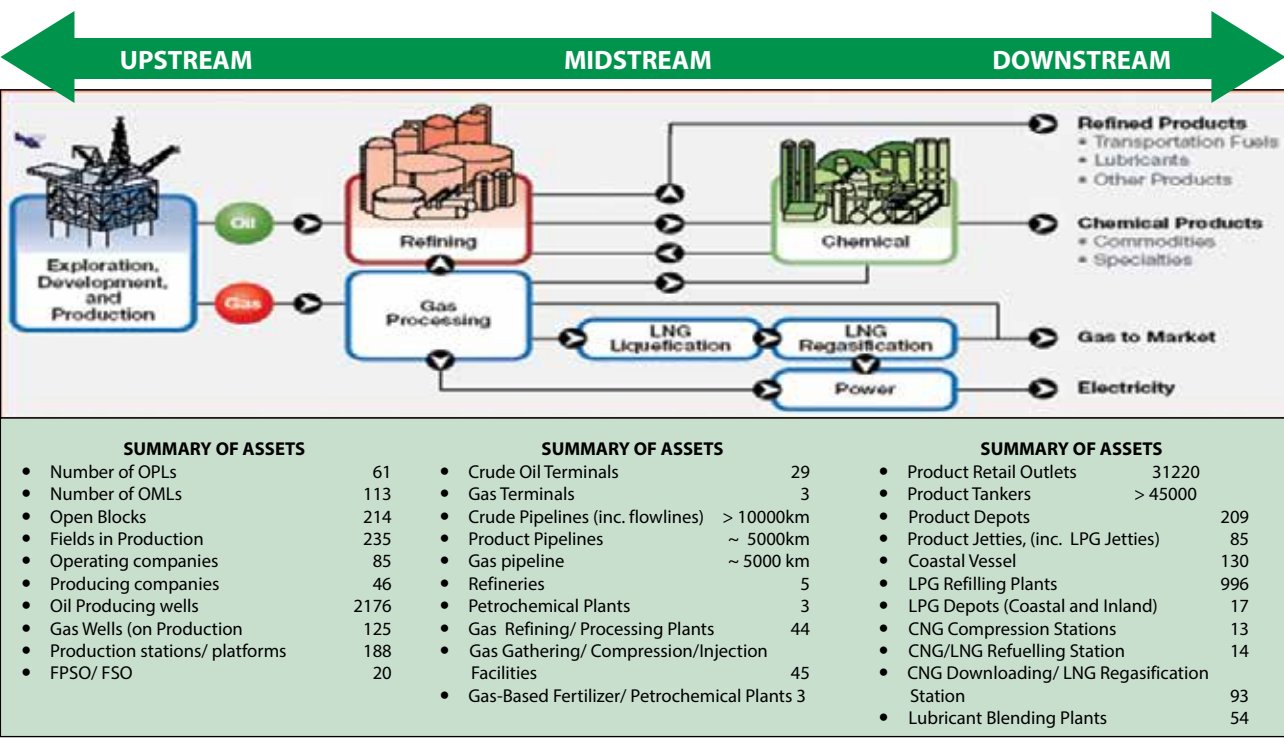 UPSTREAM MIDSTREAM DOWNSTREAM
Refined Products
• Transportation Fuels
• Lubricants
• Other Products
Oil
Refining
Chemical
Chemical Products
• Commodities
• Specialties
Exploration,
Development,
and
Production
Gas
Gas
Processing
LNG
Liquefication
LNG
Regasification
Gas to Market
Power
Electricity
SUMMARY OF ASSETS
• Number of OPLs 61
• Number of OMLs 113
• Open Blocks 214
• Fields in Production 235
• Operating companies 85
• Producing companies 46
• Oil Producing wells 2176
• Gas Wells (on Production 125
• Production stations/ platforms 188
• FPSO/ FSO 20
SUMMARY OF ASSETS
• Crude Oil Terminals 29
• Gas Terminals 3
• Crude Pipelines (inc. flowlines) > 10000km
• Product Pipelines ~ 5000km
• Gas pipeline ~ 5000 km
• Refineries 5
• Petrochemical Plants 3
• Gas Refining/ Processing Plants 44
• Gas Gathering/ Compression/Injection
Facilities 45
• Gas-Based Fertilizer/ Petrochemical Plants 3
SUMMARY OF ASSETS
• Product Retail Outlets 31220
• Product Tankers > 45000
• Product Depots 209
• Product Jetties, (inc. LPG Jetties) 85
• Coastal Vessel 130
• LPG Refilling Plants 996
• LPG Depots (Coastal and Inland) 17
• CNG Compression Stations 13
• CNG/LNG Refuelling Station 14
• CNG Downloading/ LNG Regasification
Station 93
• Lubricant Blending Plants 54